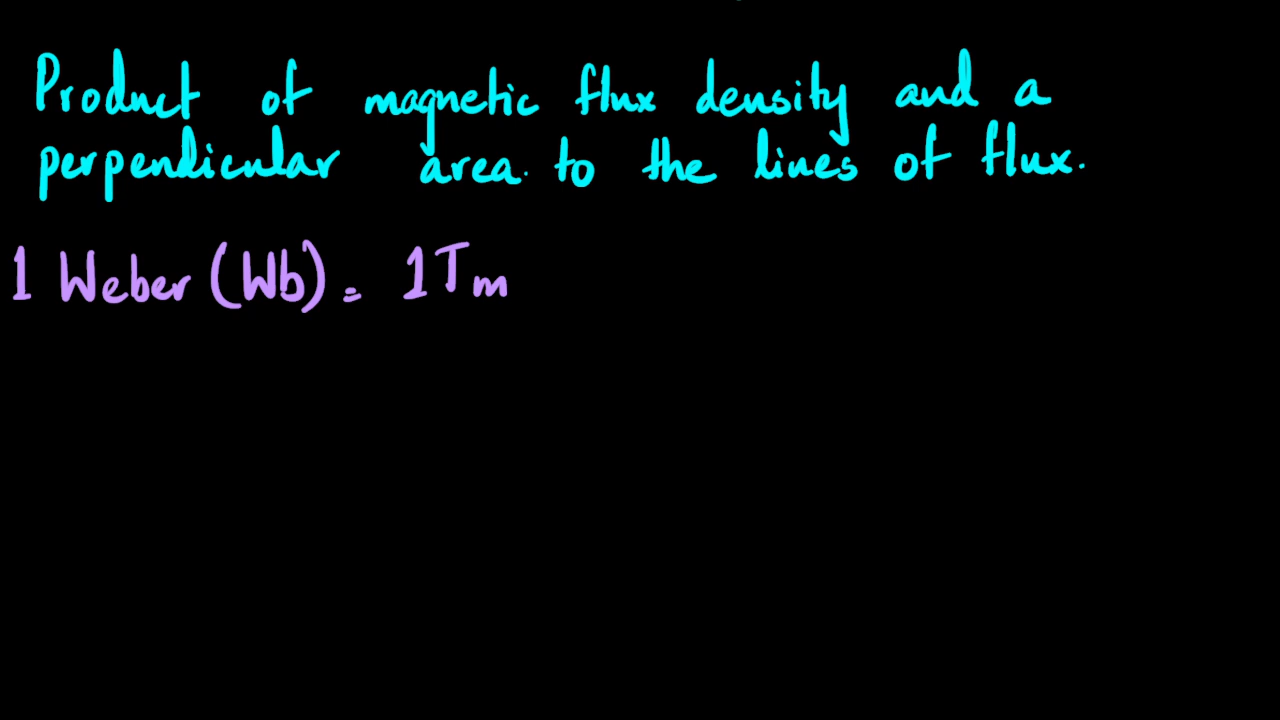 Product of magnetic flux density and a
perpendicular area. to the lines of flux.
1 Weber (Wb) = 1Tm